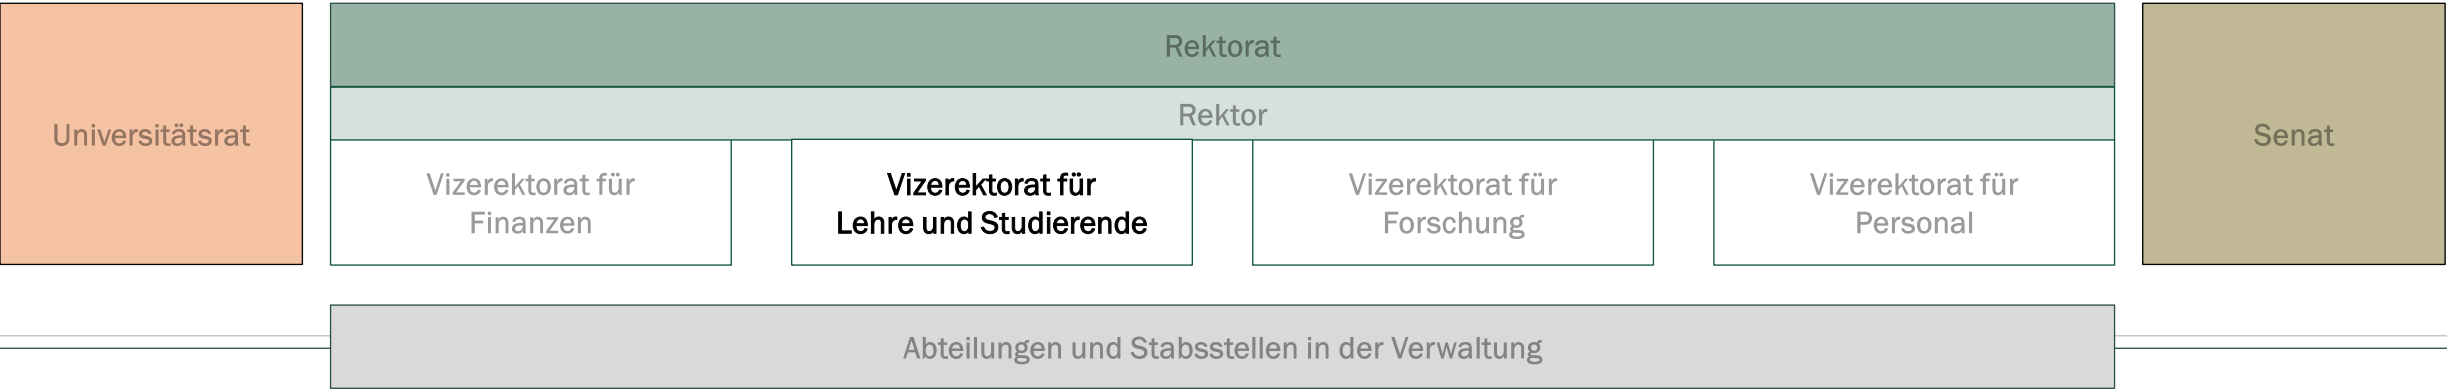 Universitätsrat
Rektorat
Rektor
Vizerektorat für
Finanzen
Vizerektorat für
Lehre und Studierende
Vizerektorat für
Forschung
Vizerektorat für
Personal
Senat
Abteilungen und Stabsstellen in der Verwaltung